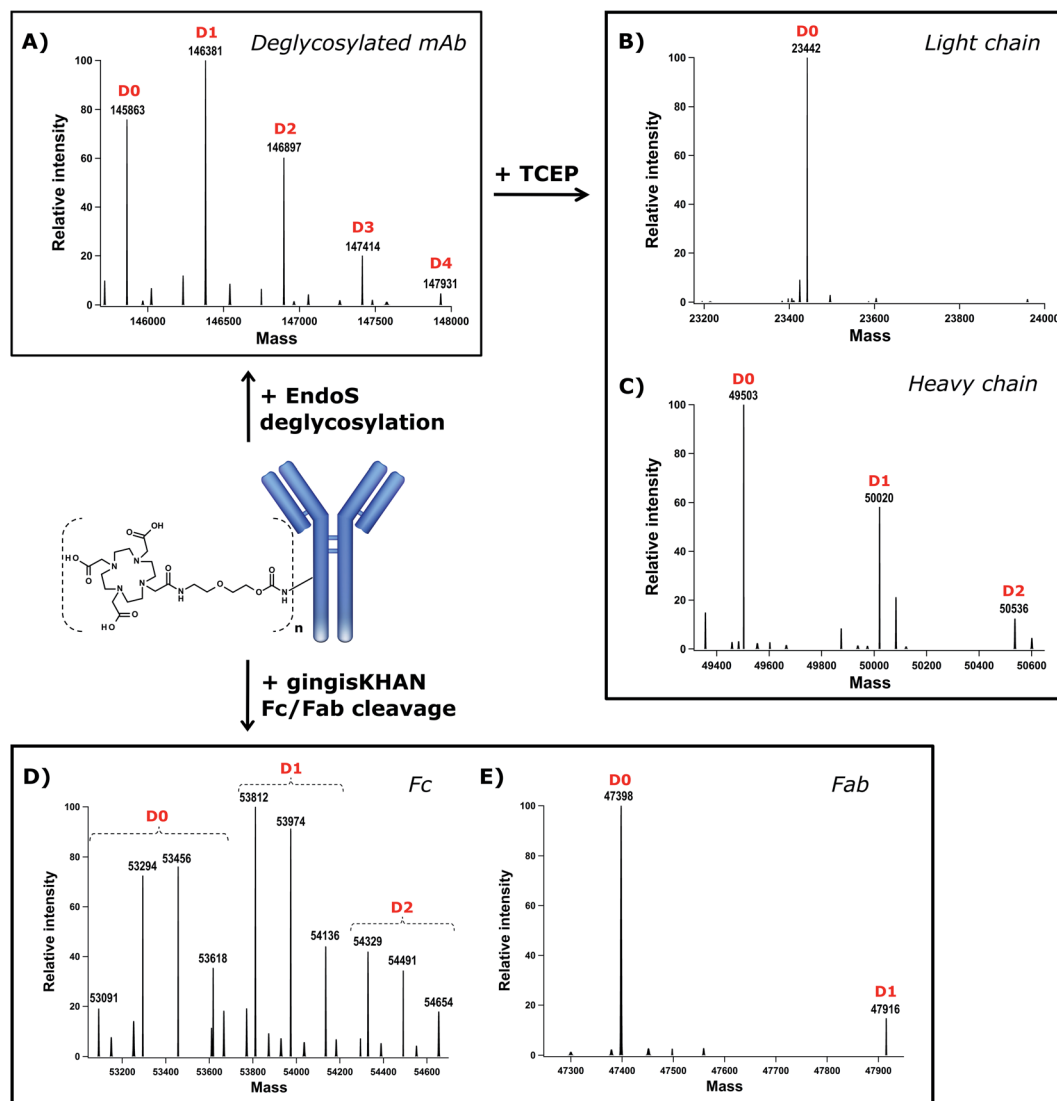 A) Deglycosylated mAb
Relative intensity
100
80
60
40
20
0
D0
145863
D1
146381
D2
146897
D3
147414
D4
147931
146000 146500 147000 147500 148000
Mass
+ TCEP
B) Light chain
Relative intensity
100
80
60
40
20
0
D0
23442
23200 23400 23600 23800 24000
Mass
C) Heavy chain
Relative intensity
100
80
60
40
20
0
D0
49503
D1
50020
D2
50536
49400 49600 49800 50000 50200 50400 50600
Mass
+ EndoS
deglycosylation
O
OH
HO
O
N
N
N
N
O
N
H
O
O
O
N
H
O
HO
n
+ gingisKHAN
Fc/Fab cleavage
D) Fc
Relative intensity
100
80
60
40
20
0
D0
53091
53294
53456
53618
D1
53812
53974
54136
D2
54329
54491
54654
53200 53400 53600 53800 54000 54200 54400 54600
Mass
E) Fab
Relative intensity
100
80
60
40
20
0
D0
47398
D1
47916
47300 47400 47500 47600 47700 47800 47900
Mass